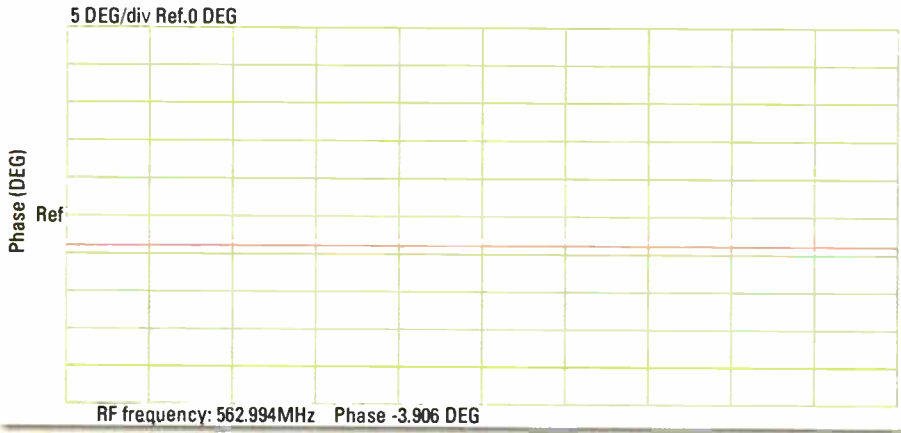 5 DEG/div Ref.0 DEG
Phase (DEG)
Ref
RF frequency: 562.994MHz Phase -3.906 DEG